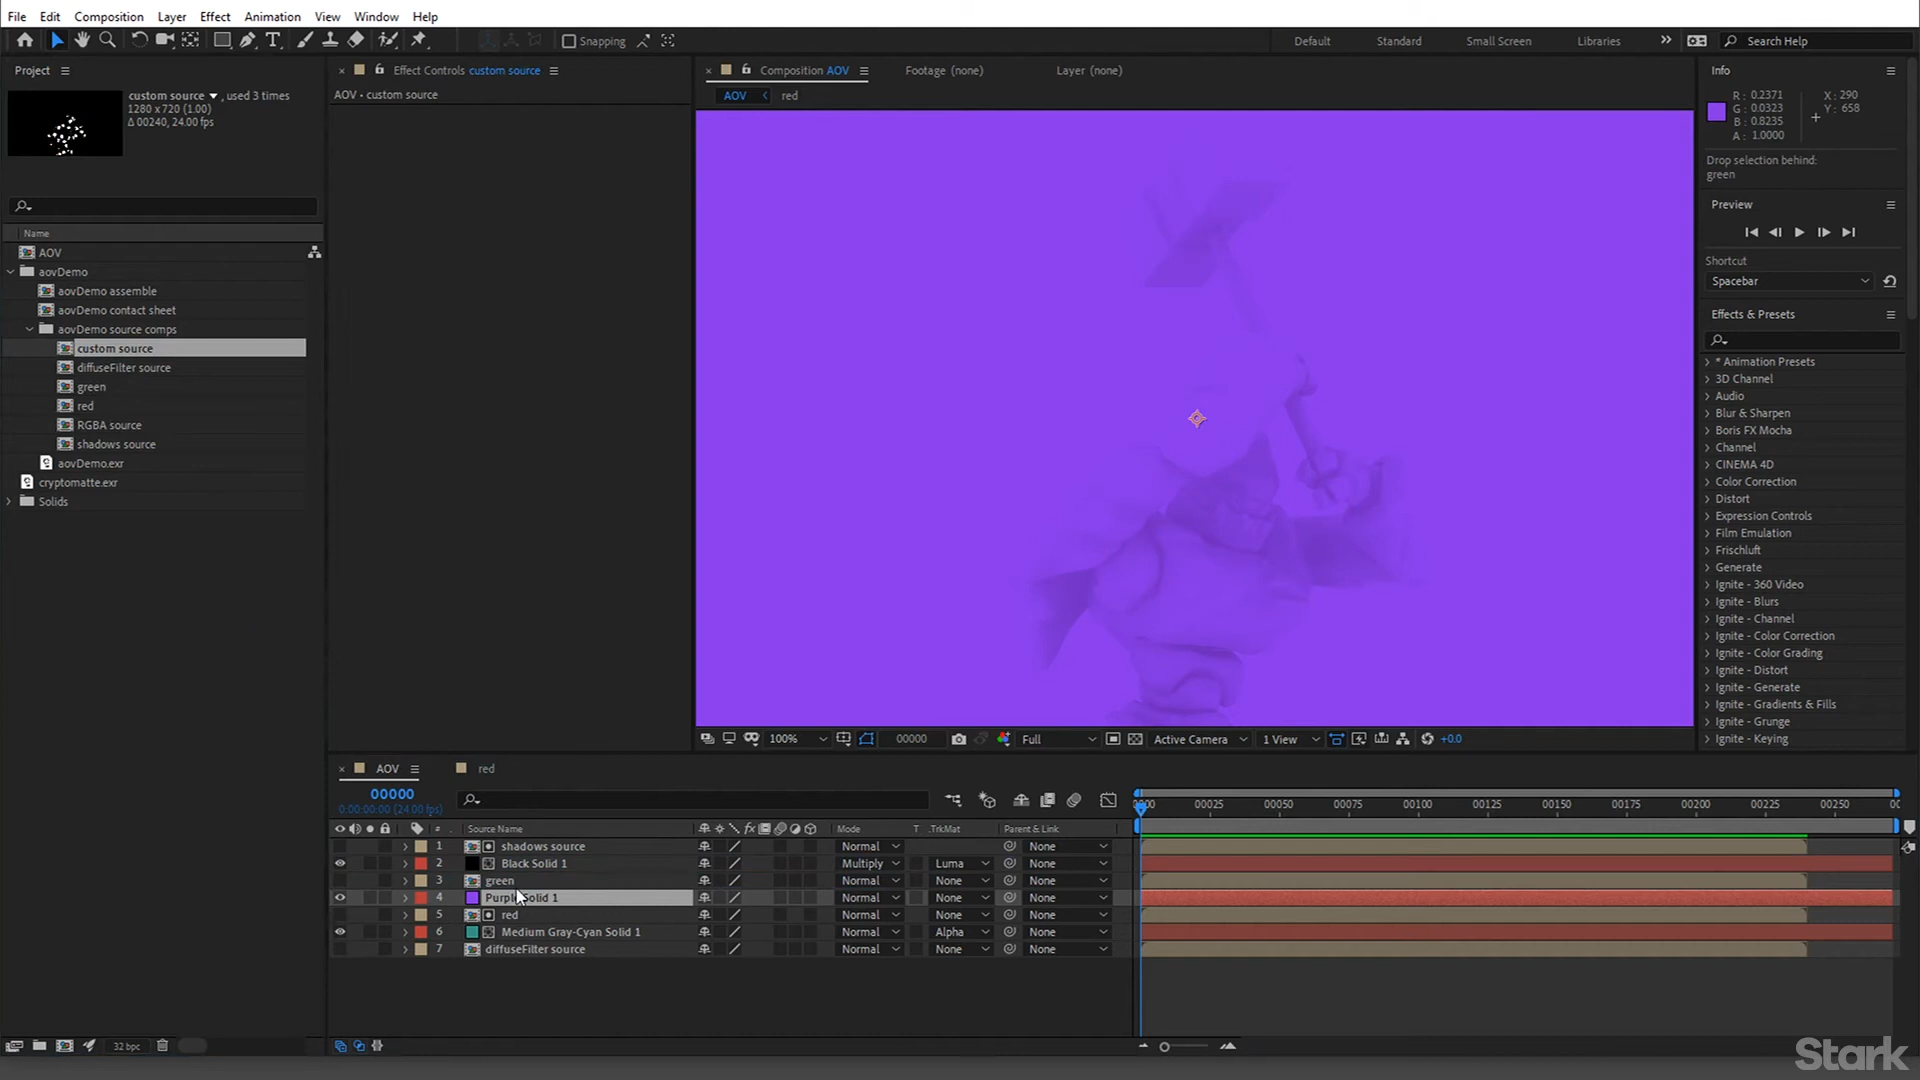 File Edit Composition Layer Effect Animation View Window Help
Snapping
Default Standard Small Screen Libraries Search Help
Project
custom source , used 3 times
1280 x 720 (1.00)
Δ 00240, 24.00 fps
Name
AOV
aovDemo
aovDemo assemble
aovDemo contact sheet
aovDemo source comps
custom source
diffuseFilter source
green
red
RGBA source
shadows source
aovDemo.exr
cryptomatte.exr
Solids
32 bpc
Effect Controls custom source
AOV • custom source
Composition AOV Footage (none) Layer (none)
AOV red
100% 00000 Full Active Camera 1 View +0.0
Info
R: 0.2371
G: 0.0323
B: 0.8235
A: 1.0000
X: 290
Y: 658
Drop selection behind:
green
Preview
Shortcut
Spacebar
Effects & Presets
* Animation Presets
3D Channel
Audio
Blur & Sharpen
Boris FX Mocha
Channel
CINEMA 4D
Color Correction
Distort
Expression Controls
Film Emulation
Frischluft
Generate
Ignite - 360 Video
Ignite - Blurs
Ignite - Channel
Ignite - Color Correction
Ignite - Color Grading
Ignite - Distort
Ignite - Generate
Ignite - Gradients & Fills
Ignite - Grunge
Ignite - Keying
AOV red
00000
0:00:00:00 (24.00 fps)
00025 00050 00075 00100 00125 00150 00175 00200 00225 00250
# Source Name Mode T .TrkMat Parent & Link
1 shadows source Normal None
2 Black Solid 1 Multiply Luma None
3 green Normal None None
4 Purple Solid 1 Normal None None
5 red Normal None None
6 Medium Gray-Cyan Solid 1 Normal Alpha None
7 diffuseFilter source Normal None None
Stark